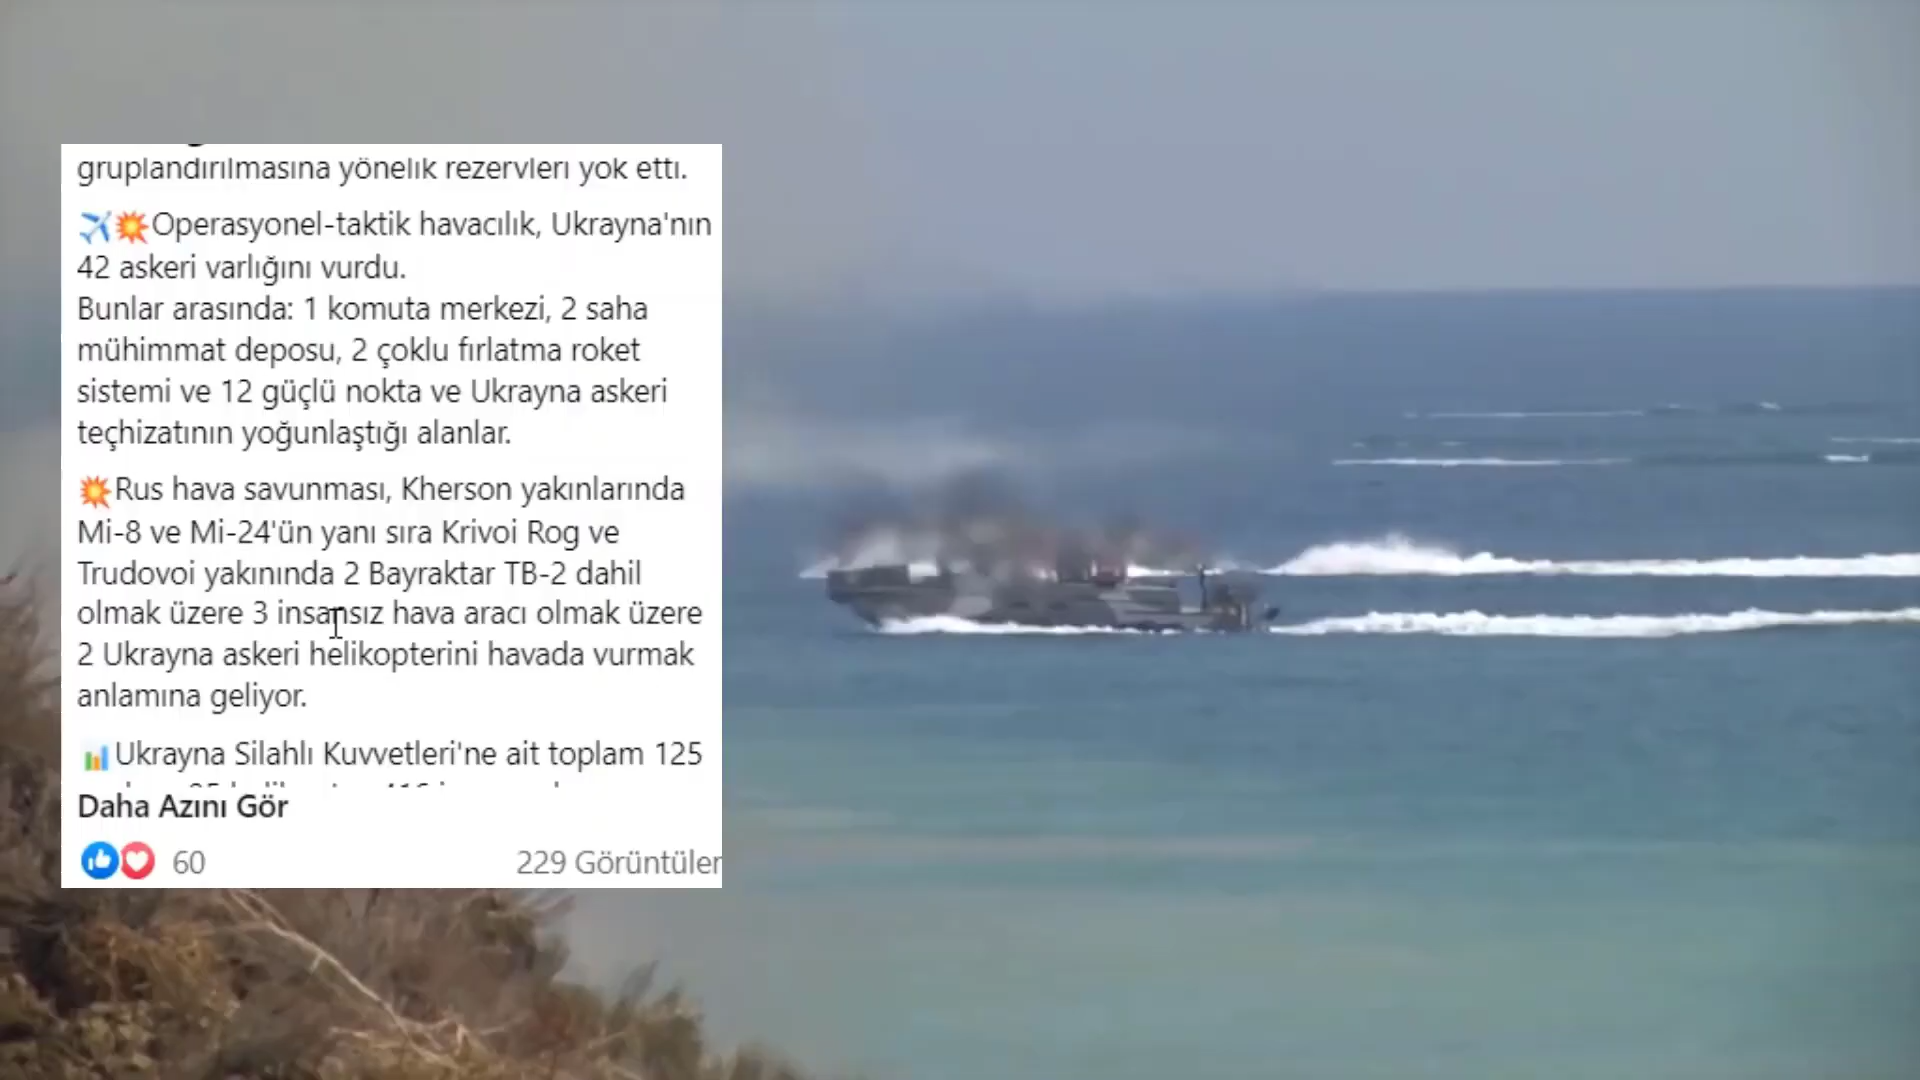 gruplandırılmasına yönelik rezervleri yok etti.
Operasyonel-taktik havacılık, Ukrayna'nın
42 askeri varlığını vurdu.
Bunlar arasında: 1 komuta merkezi, 2 saha
mühimmat deposu, 2 çoklu fırlatma roket
sistemi ve 12 güçlü nokta ve Ukrayna askeri
teçhizatının yoğunlaştığı alanlar.
Rus hava savunması, Kherson yakınlarında
Mi-8 ve Mi-24'ün yanı sıra Krivoi Rog ve
Trudovoi yakınında 2 Bayraktar TB-2 dahil
olmak üzere 3 insansız hava aracı olmak üzere
2 Ukrayna askeri helikopterini havada vurmak
anlamına geliyor.
Ukrayna Silahlı Kuvvetleri'ne ait toplam 125
Daha Azını Gör
60
229 Görüntüler